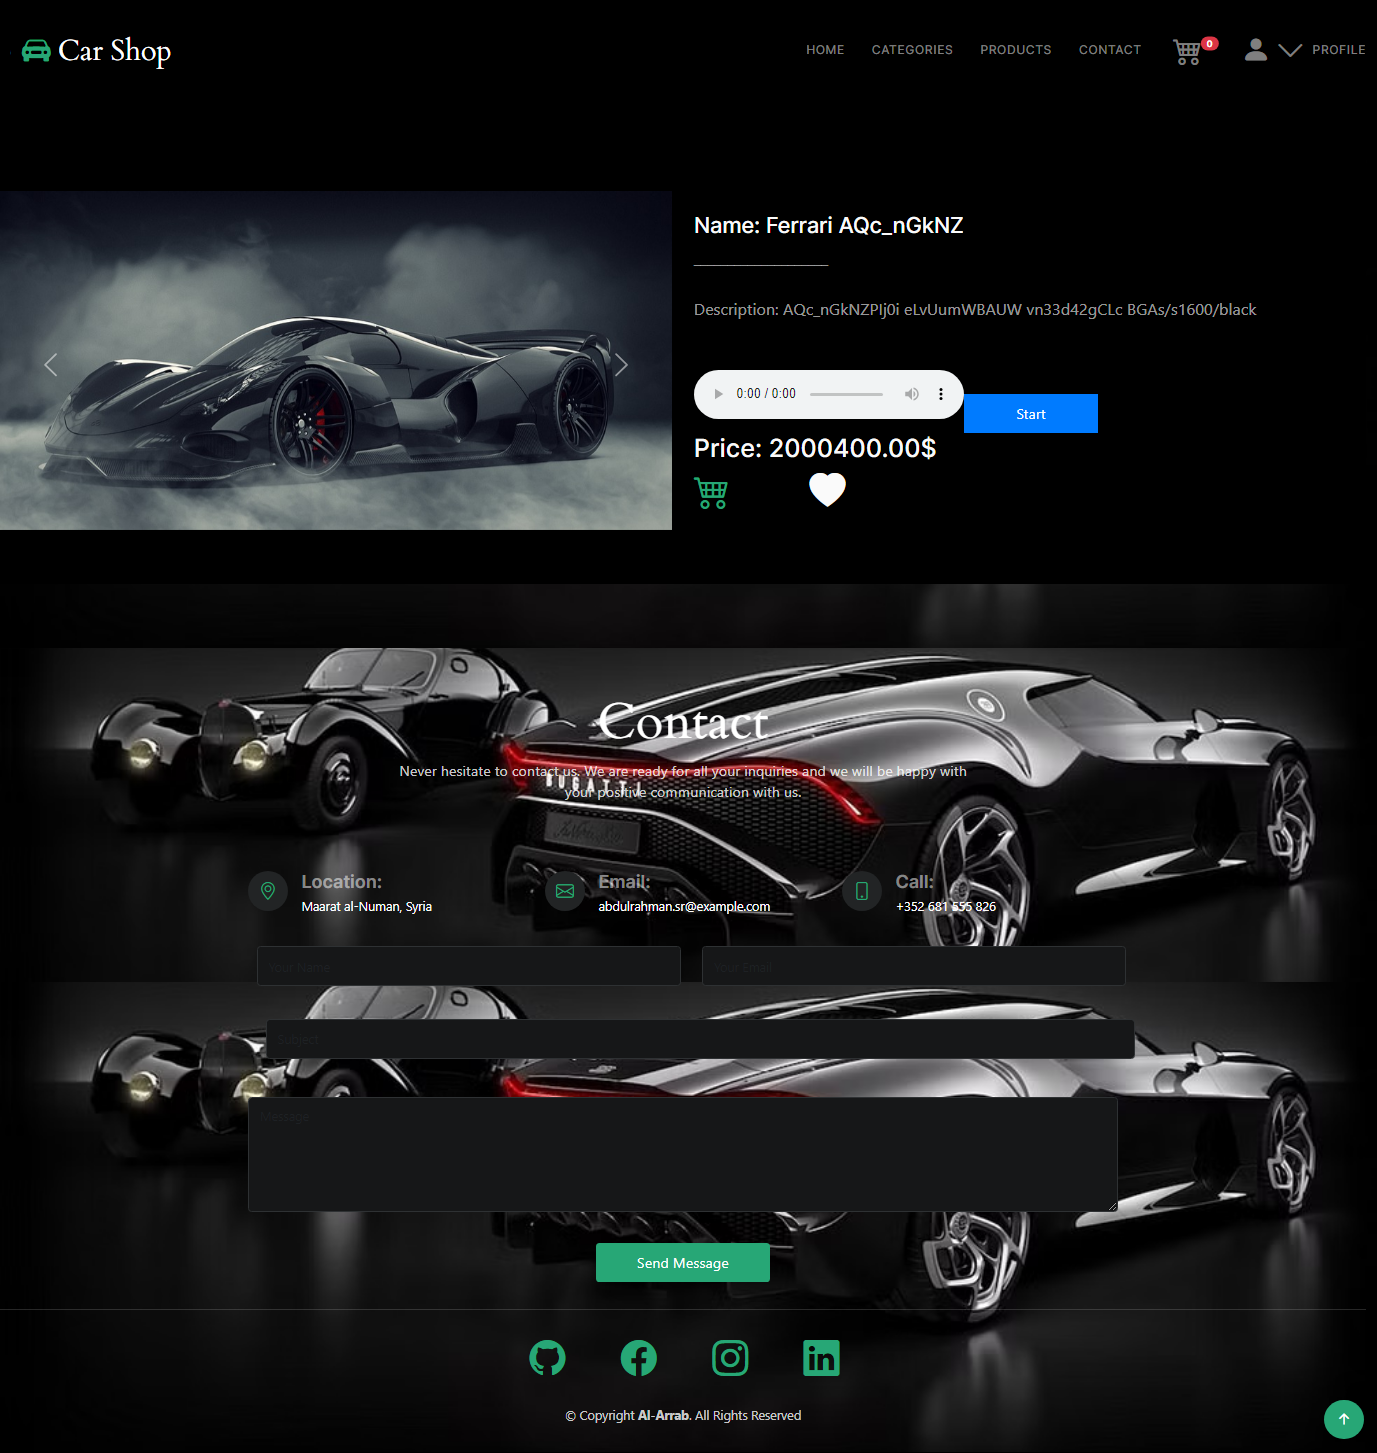 Car Shop
HOME CATEGORIES PRODUCTS CONTACT 0 PROFILE
Name: Ferrari AQc_nGkNZ
Description: AQc_nGkNZPIj0i eLvUumWBAUW vn33d42gCLc BGAs/s1600/black
0:00 / 0:00
Start
Price: 2000400.00$
Contact
Never hesitate to contact us. We are ready for all your inquiries and we will be happy with
your positive communication with us.
BUGATTI
Location: Email: Call:
Maarat al-Numan, Syria abdulrahman.sr@example.com +352 681 555 826
Your Name Your Email
Subject
Message
Send Message
© Copyright Al-Arrab. All Rights Reserved